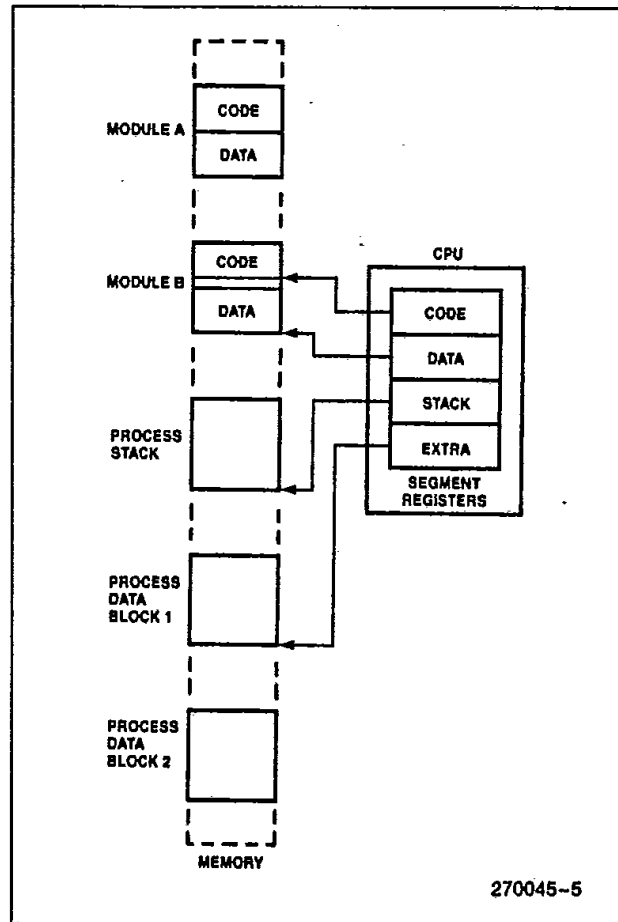 CODE
MODULE A
DATA
CODE
MODULE B
DATA
PROCESS
STACK
PROCESS
DATA
BLOCK 1
PROCESS
DATA
BLOCK 2
MEMORY
CPU
CODE
DATA
STACK
EXTRA
SEGMENT
REGISTERS
270045-5